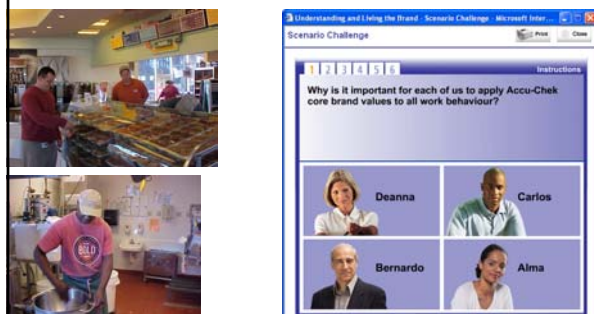 Understanding and Living the Brand - Scenario Challenge - Microsoft Inter...
Scenario Challenge
Print
Close
1 2 3 4 5 6
Instructions
Why is it important for each of us to apply Accu-Chek
core brand values to all work behaviour?
Deanna
Carlos
Bernardo
Alma
BOLD